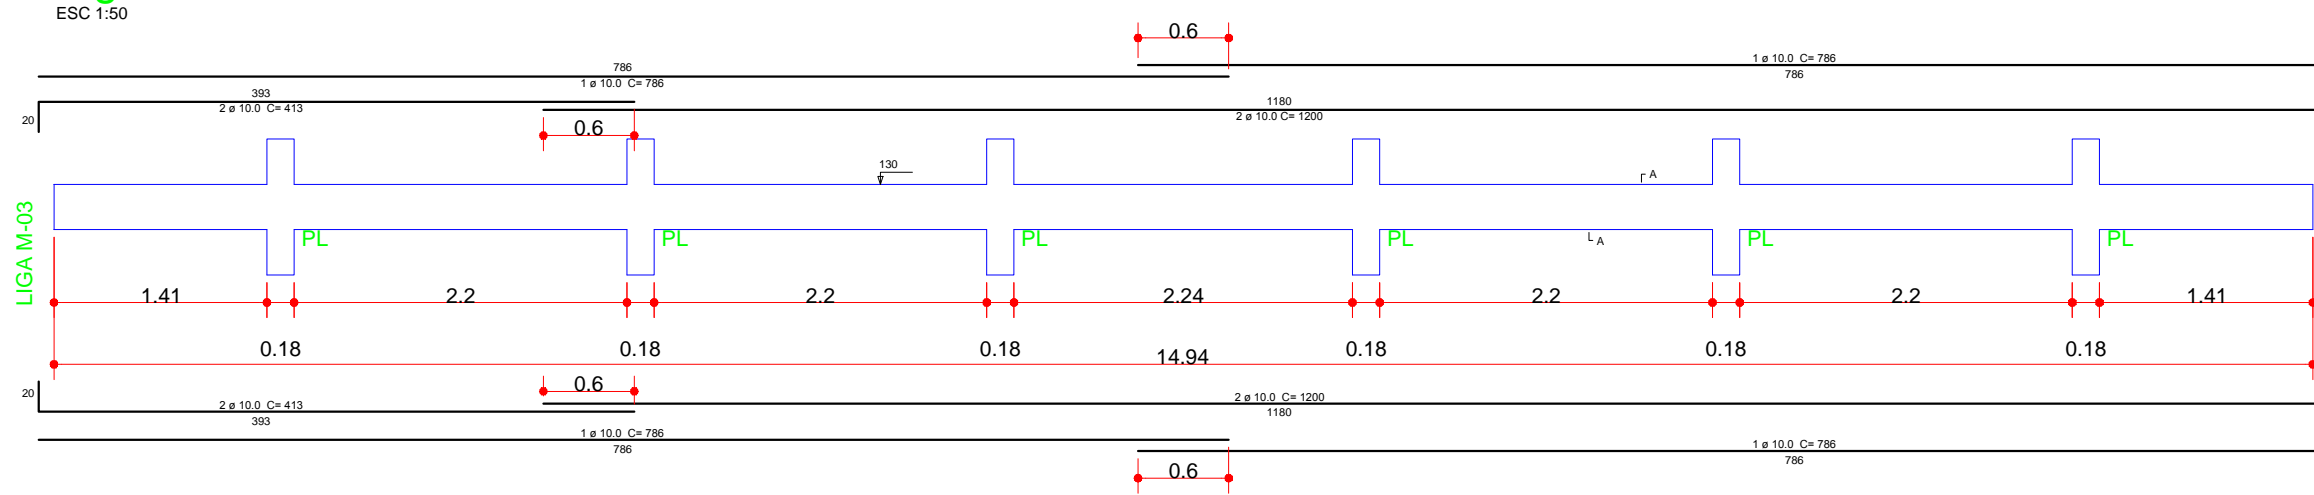 ESC 1:50
0.6
786
1 ø 10.0 C= 786
1 ø 10.0 C= 786
786
393
2 ø 10.0 C= 413
1180
2 ø 10.0 C= 1200
20
0.6
130
A
LIGA M-03
PL
PL
PL
PL
A
PL
PL
1.41
2.2
2.2
2.24
2.2
2.2
1.41
0.18
0.18
0.18
14.94
0.18
0.18
0.18
0.6
20
2 ø 10.0 C= 413
393
2 ø 10.0 C= 1200
1180
1 ø 10.0 C= 786
786
1 ø 10.0 C= 786
786
0.6